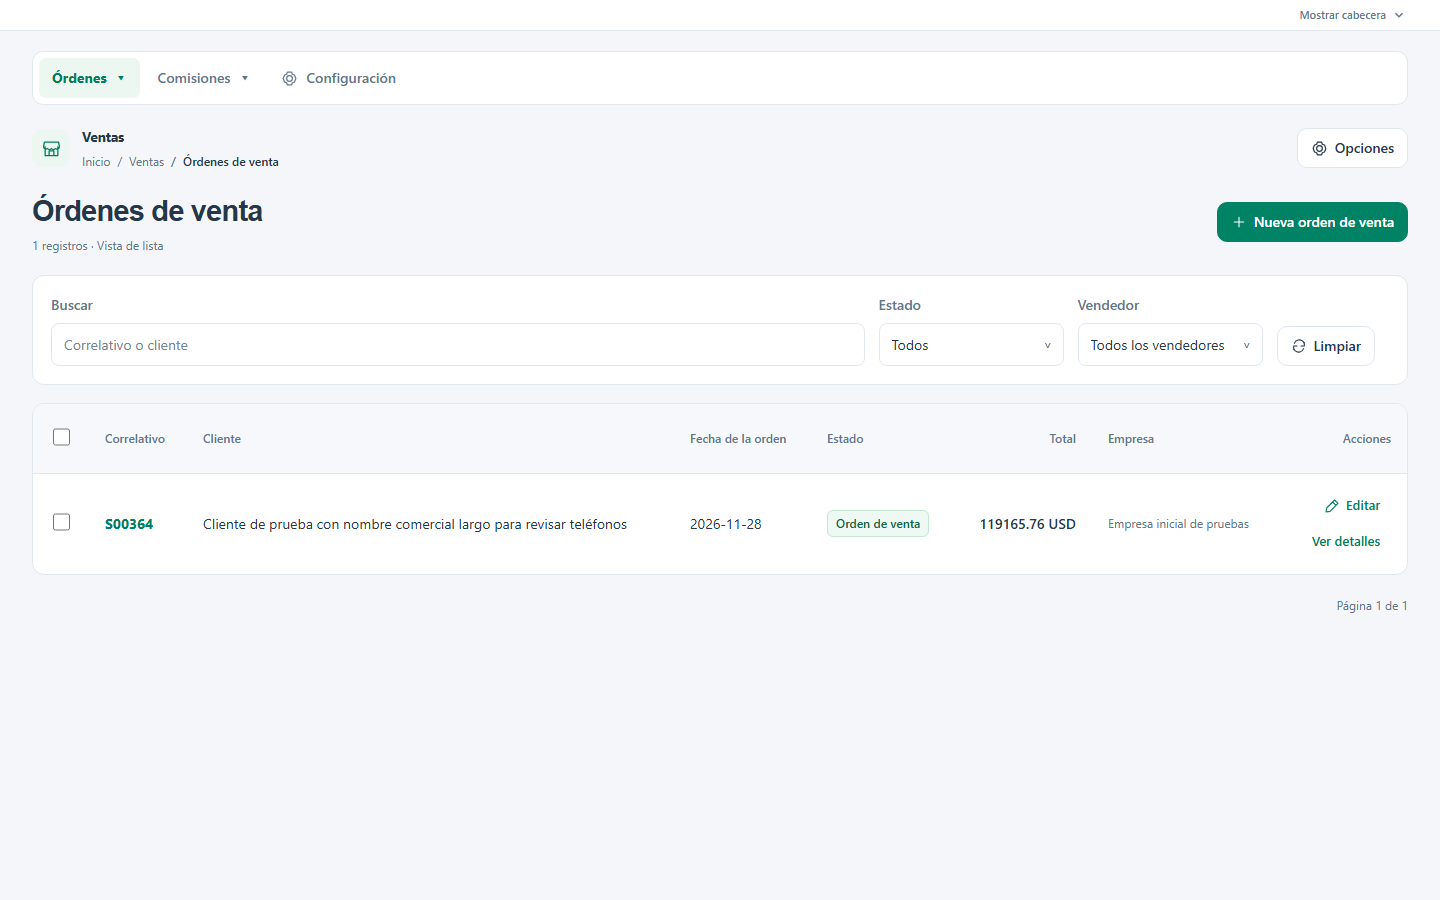 Mostrar cabecera
Órdenes
Comisiones
Configuración
Ventas
Inicio / Ventas / Órdenes de venta
Opciones
Órdenes de venta
1 registros · Vista de lista
+ Nueva orden de venta
Buscar
Estado
Vendedor
Correlativo o cliente
Todos
Todos los vendedores
Limpiar
Correlativo
Cliente
Fecha de la orden
Estado
Total
Empresa
Acciones
S00364
Cliente de prueba con nombre comercial largo para revisar teléfonos
2026-11-28
Orden de venta
119165.76 USD
Empresa inicial de pruebas
Editar
Ver detalles
Página 1 de 1